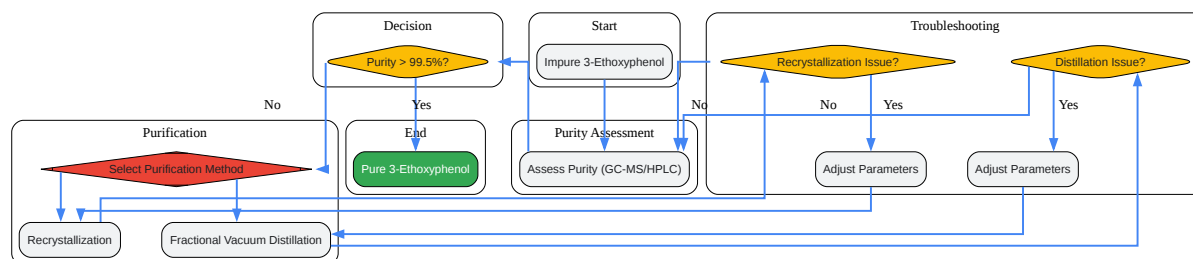 Decision
Start
Troubleshooting
Purity > 99.5%?
Impure 3-Ethoxyphenol
Recrystallization Issue?
Distillation Issue?
No
Yes
No
No
Yes
Yes
Purification
End
Purity Assessment
Select Purification Method
Pure 3-Ethoxyphenol
Assess Purity (GC-MS/HPLC)
Adjust Parameters
Adjust Parameters
Recrystallization
Fractional Vacuum Distillation